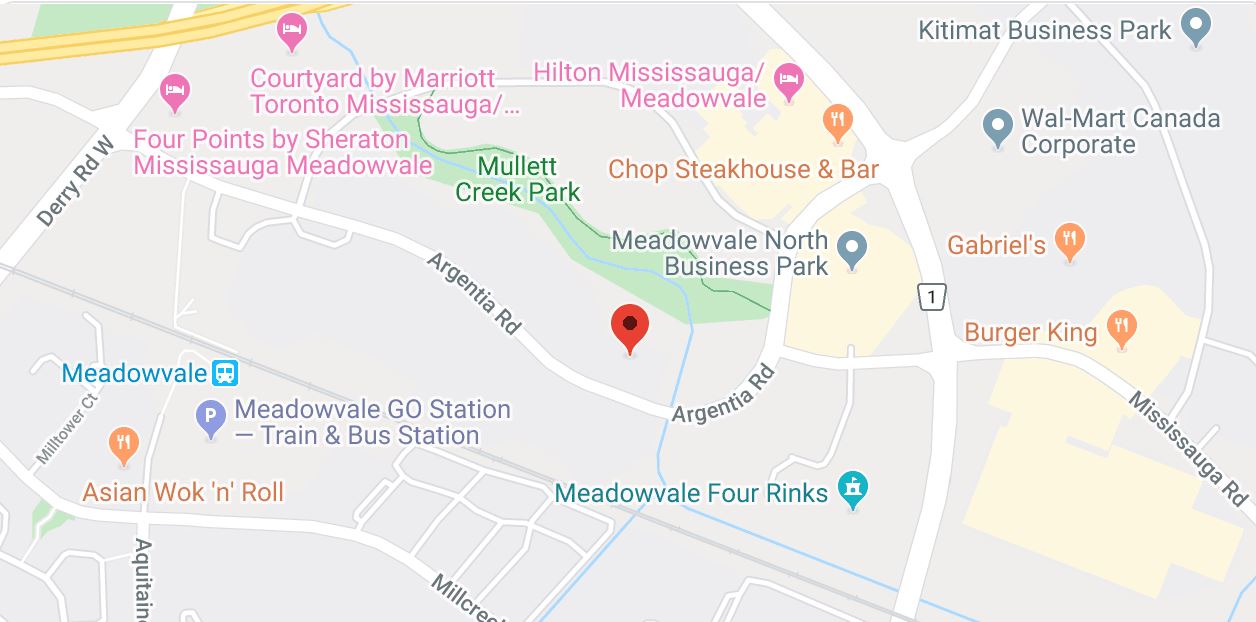 Kitimat Business Park
Courtyard by Marriott
Toronto Mississauga/...
Hilton Mississauga/
Meadowvale
Four Points by Sheraton
Mississauga Meadowvale
Wal-Mart Canada
Corporate
Derry Rd W
Mullett
Creek Park
Chop Steakhouse & Bar
Meadowvale North
Business Park
Gabriel's
Argentia Rd
1
Burger King
Meadowvale
Milltower Ct
P
Meadowvale GO Station
— Train & Bus Station
Argentia Rd
Mississauga Rd
Asian Wok 'n' Roll
Meadowvale Four Rinks
Aquitaine
Millcree